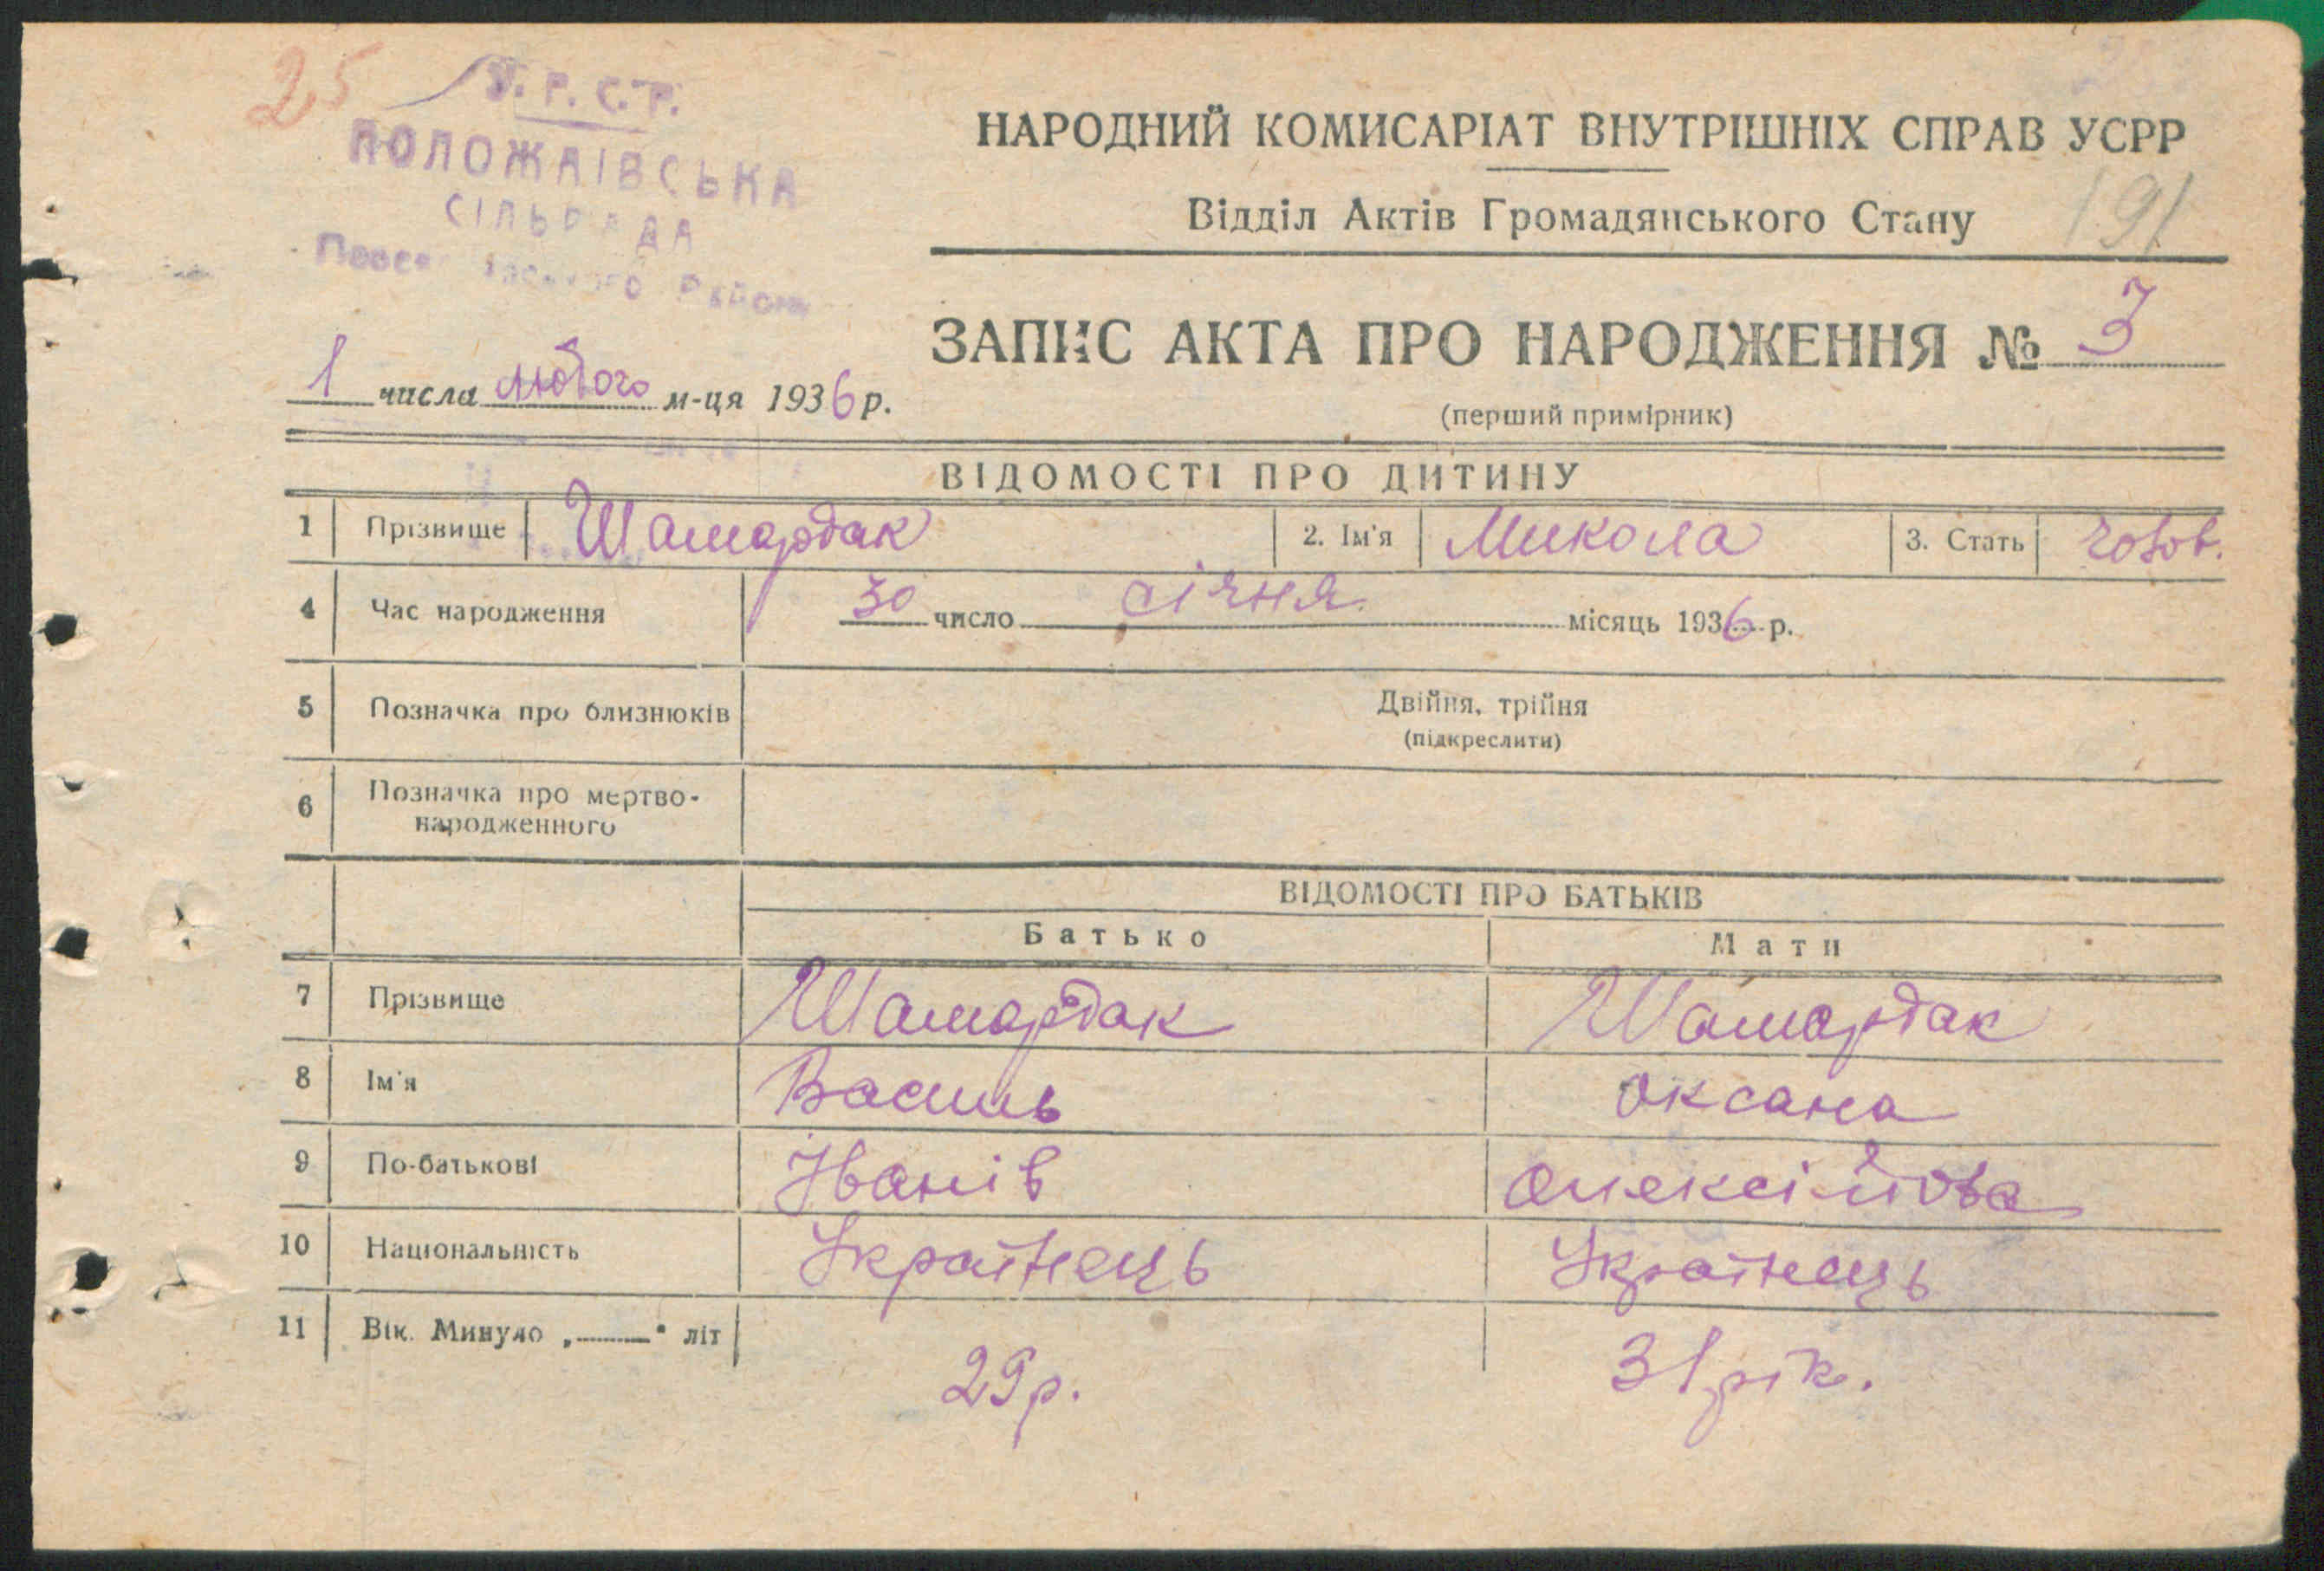 25
У.Р.С.Р.
ПОЛОЖАІВСЬКА
СІЛЬРАДА
Району
НАРОДНИЙ КОМИСАРІАТ ВНУТРІШНІХ СПРАВ УСРР
Відділ Актів Громадянського Стану
191
ЗАПИС АКТА ПРО НАРОДЖЕННЯ № 3
1 числа лютого м-ця 1936 р.
(перший примірник)
ВІДОМОСТІ ПРО ДИТИНУ
1 Прізвище Шамардак 2. Ім'я Микола 3. Стать чотов.
4 Час народження 30 число січня місяць 1936 р.
5 Позначка про близнюків Двійня, трійня
(підкреслити)
6 Позначка про мертво-
народженного
ВІДОМОСТІ ПРО БАТЬКІВ
Батько Мати
7 Прізвище Шамардак Шамардак
8 Ім'я Василь Оксана
9 По-батькові Іванів Олексійова
10 Національність Українець Українець
11 Вік. Минуло „ “ літ 29 р. 31 рік.